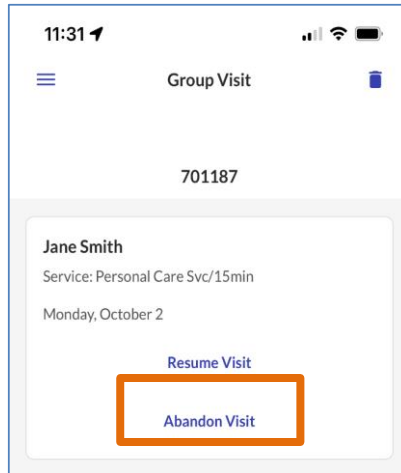 11:31
Group Visit
701187
Jane Smith
Service: Personal Care Svc/15min
Monday, October 2
Resume Visit
Abandon Visit